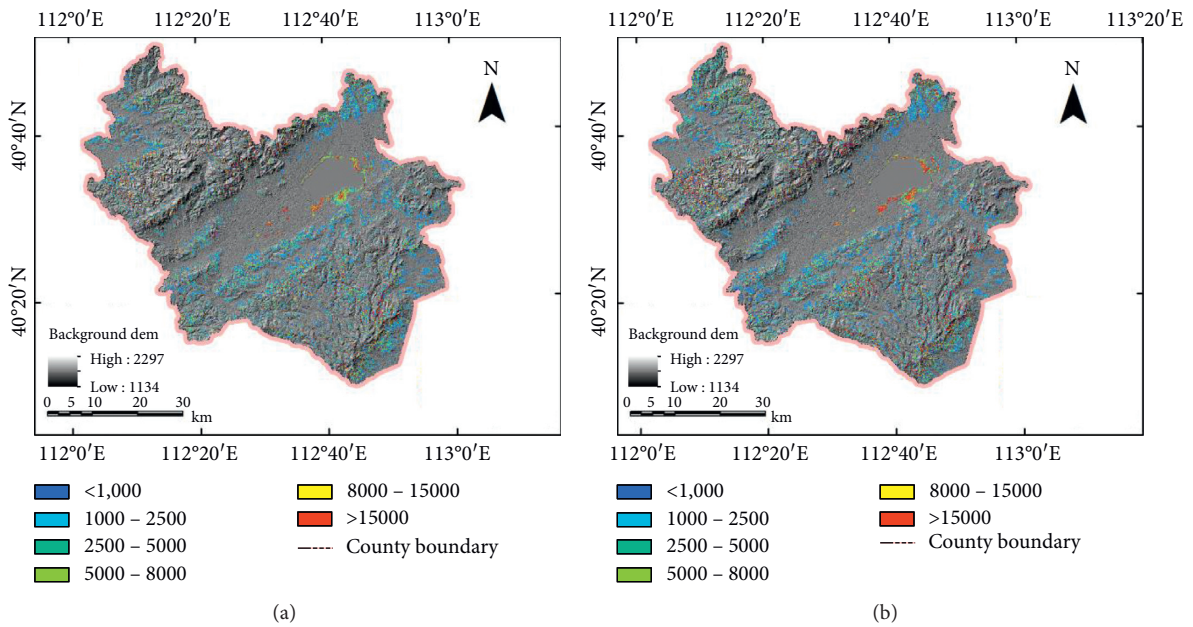 112°0′E 112°20′E 112°40′E 113°0′E
40°40′N
40°20′N
N
Background dem
High : 2297
Low : 1134
0 5 10 20 30
km
112°0′E 112°20′E 112°40′E 113°0′E
<1,000
1000 – 2500
2500 – 5000
5000 – 8000
8000 – 15000
>15000
County boundary
(a)
112°0′E 112°20′E 112°40′E 113°0′E 113°20′E
40°40′N
40°20′N
N
Background dem
High : 2297
Low : 1134
0 5 10 20 30
km
112°0′E 112°20′E 112°40′E 113°0′E
<1,000
1000 – 2500
2500 – 5000
5000 – 8000
8000 – 15000
>15000
County boundary
(b)